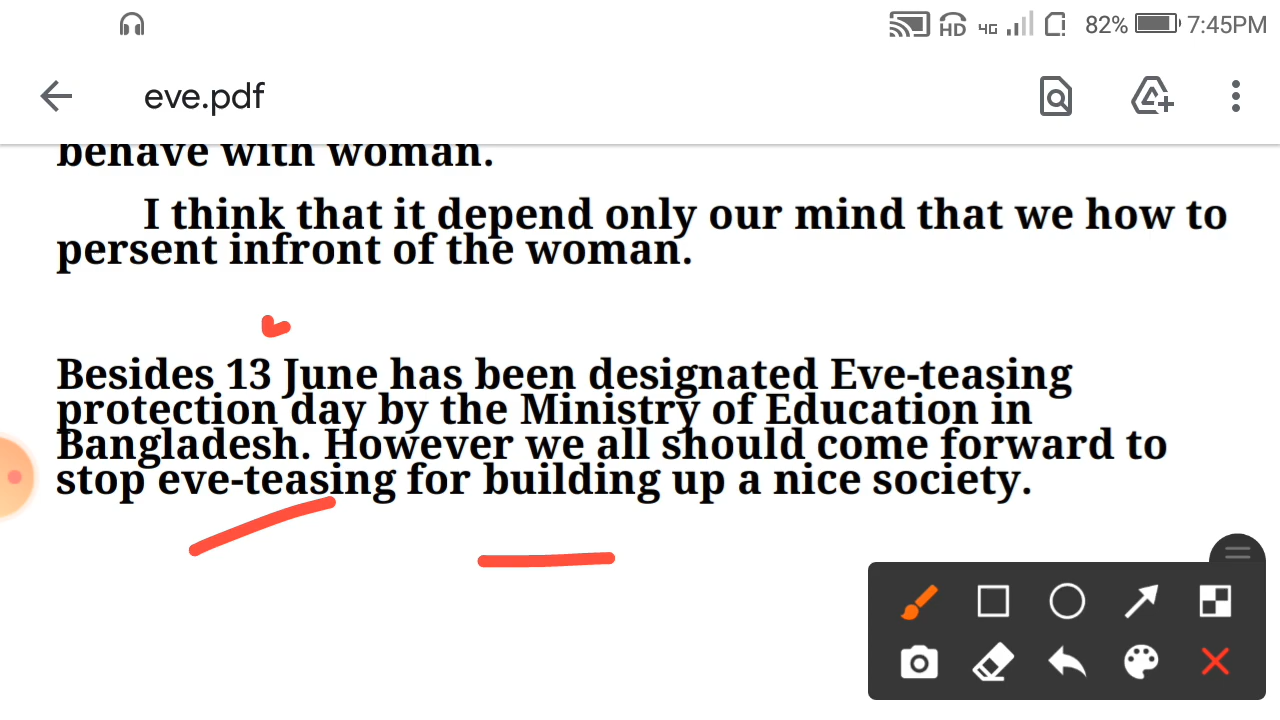 HD 4G 82% 7:45PM
eve.pdf
behave with woman.
I think that it depend only our mind that we how to
persent infront of the woman.
Besides 13 June has been designated Eve-teasing
protection day by the Ministry of Education in
Bangladesh. However we all should come forward to
stop eve-teasing for building up a nice society.